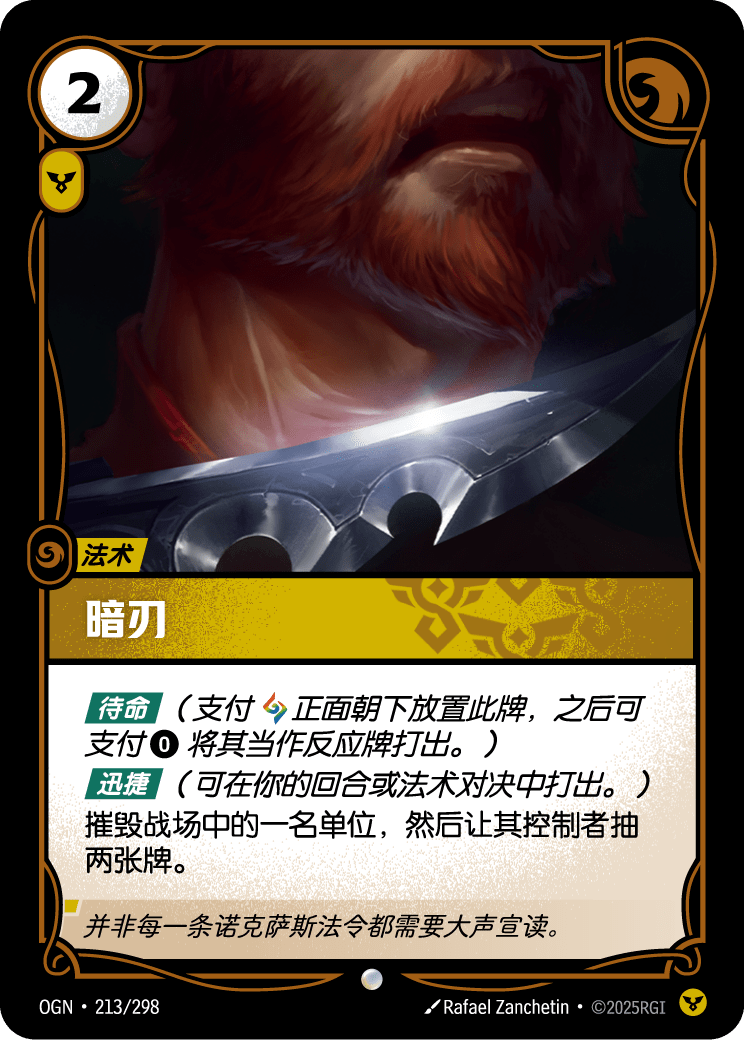 2
法术
暗刃
待命（支付正面朝下放置此牌，之后可
支付0将其当作反应牌打出。）
迅捷（可在你的回合或法术对决中打出。）
摧毁战场中的一名单位，然后让其控制者抽
两张牌。
并非每一条诺克萨斯法令都需要大声宣读。
OGN • 213/298
Rafael Zanchetin • ©2025RGI